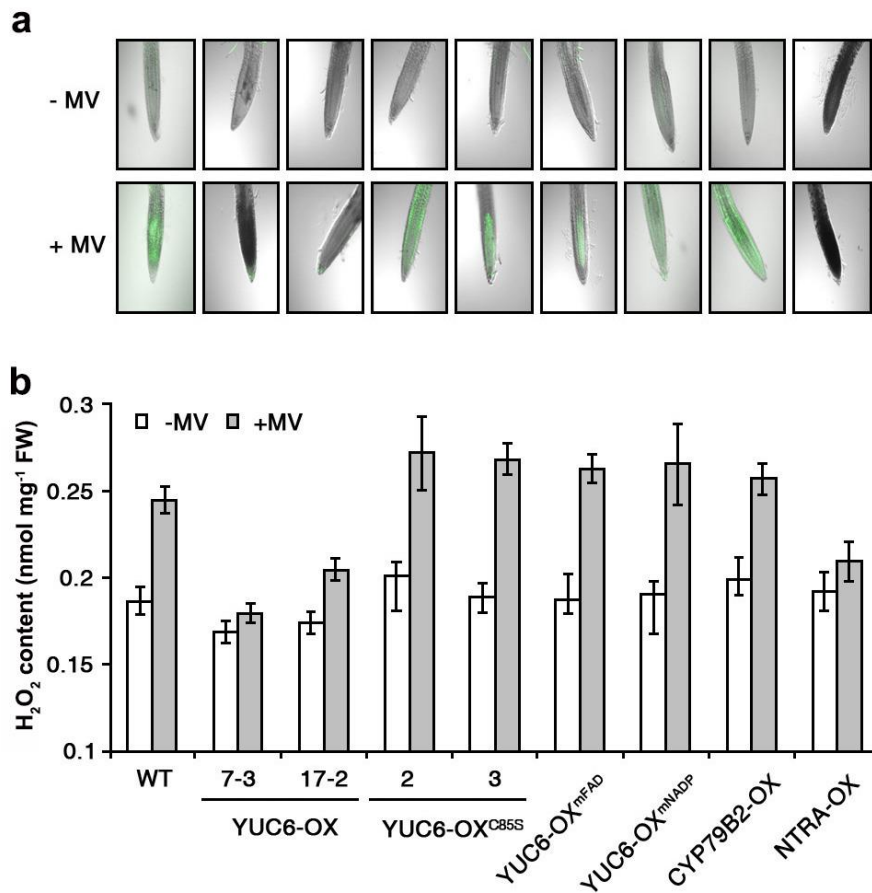 a
- MV
+ MV
b
-MV +MV
H₂O₂ content (nmol mg⁻¹ FW)
0.3
0.25
0.2
0.15
0.1
WT 7-3 17-2 2 3 YUC6-OXᵐᶠᴬᴰ YUC6-OXᵐᴺᴬᴰᴾ CYP79B2-OX NTRA-OX
YUC6-OX YUC6-OXC85S